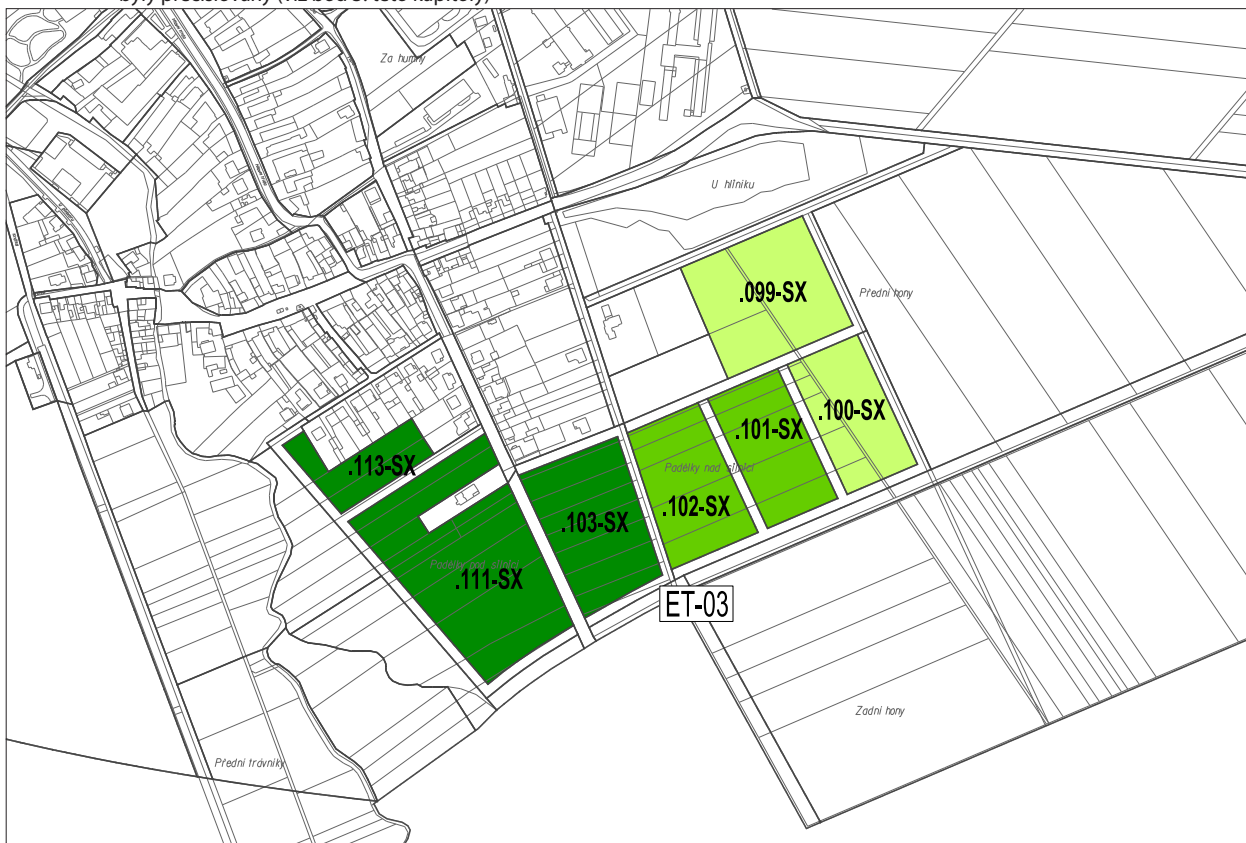 Za humny
U hliníku
.099-SX
Přední hony
.100-SX
.101-SX
Padělky nad slínicí
.102-SX
.113-SX
.103-SX
.111-SX
ET-03
Zadní hony
Přední trávníky